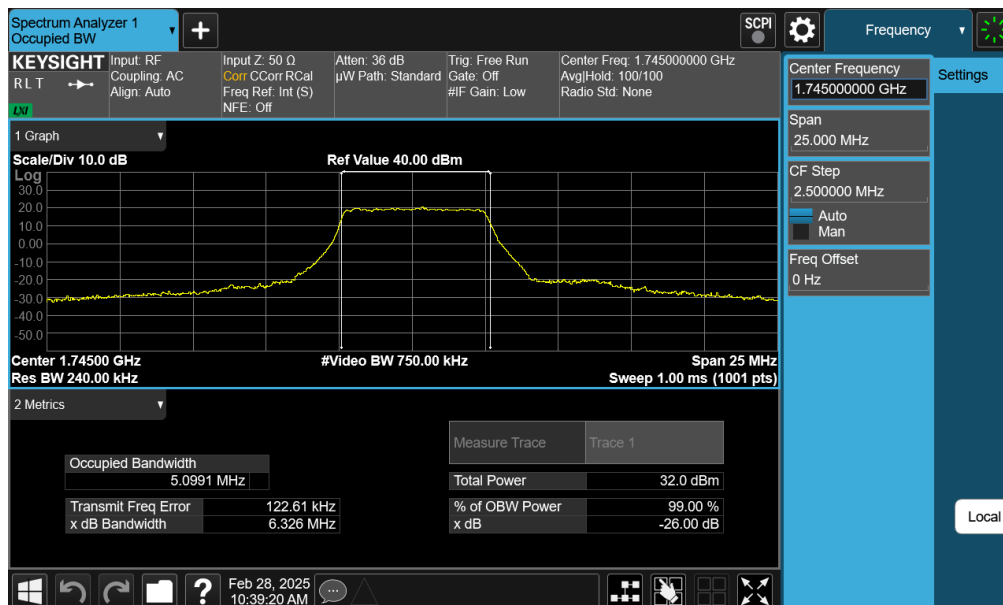 Spectrum Analyzer 1
Occupied BW
+
SCPI
Frequency
KEYSIGHT
RLT
LXI
Input: RF
Coupling: AC
Align: Auto
Input Z: 50 Ω
Corr CCorr RCal
Freq Ref: Int (S)
NFE: Off
Atten: 36 dB
µW Path: Standard
Trig: Free Run
Gate: Off
#IF Gain: Low
Center Freq: 1.745000000 GHz
Avg|Hold: 100/100
Radio Std: None
Center Frequency
1.745000000 GHz
Settings
Span
25.000 MHz
CF Step
2.500000 MHz
Auto
Man
Freq Offset
0 Hz
Local
1 Graph
Scale/Div 10.0 dB
Ref Value 40.00 dBm
Log
30.0
20.0
10.0
0.00
-10.0
-20.0
-30.0
-40.0
-50.0
Center 1.74500 GHz
#Video BW 750.00 kHz
Span 25 MHz
Res BW 240.00 kHz
Sweep 1.00 ms (1001 pts)
2 Metrics
Measure Trace
Trace 1
Occupied Bandwidth
5.0991 MHz
Total Power
32.0 dBm
Transmit Freq Error
122.61 kHz
% of OBW Power
99.00 %
x dB Bandwidth
6.326 MHz
x dB
-26.00 dB
?
Feb 28, 2025
10:39:20 AM